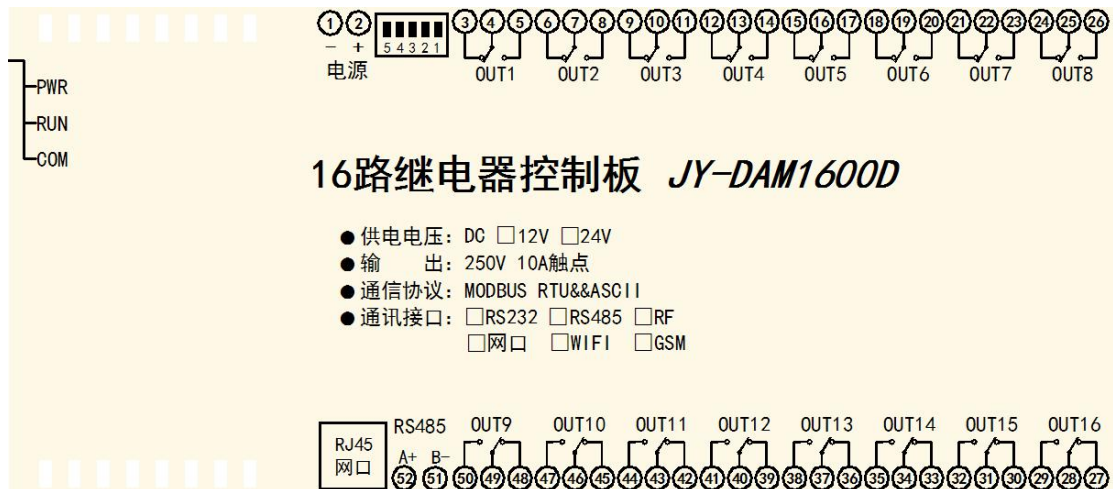 1 2 3 4 5 6 7 8 9 10 11 12 13 14 15 16 17 18 19 20 21 22 23 24 25 26
- + 5 4 3 2 1
电源 OUT1 OUT2 OUT3 OUT4 OUT5 OUT6 OUT7 OUT8
PWR
RUN
COM
16路继电器控制板 JY-DAM1600D
●供电电压: DC □12V □24V
●输 出: 250V 10A触点
●通信协议: MODBUS RTU&&ASCII
●通讯接口: □RS232 □RS485 □RF
□网口 □WIFI □GSM
RS485 OUT9 OUT10 OUT11 OUT12 OUT13 OUT14 OUT15 OUT16
RJ45
网口 A+ B-
52 51 50 49 48 47 46 45 44 43 42 41 40 39 38 37 36 35 34 33 32 31 30 29 28 27